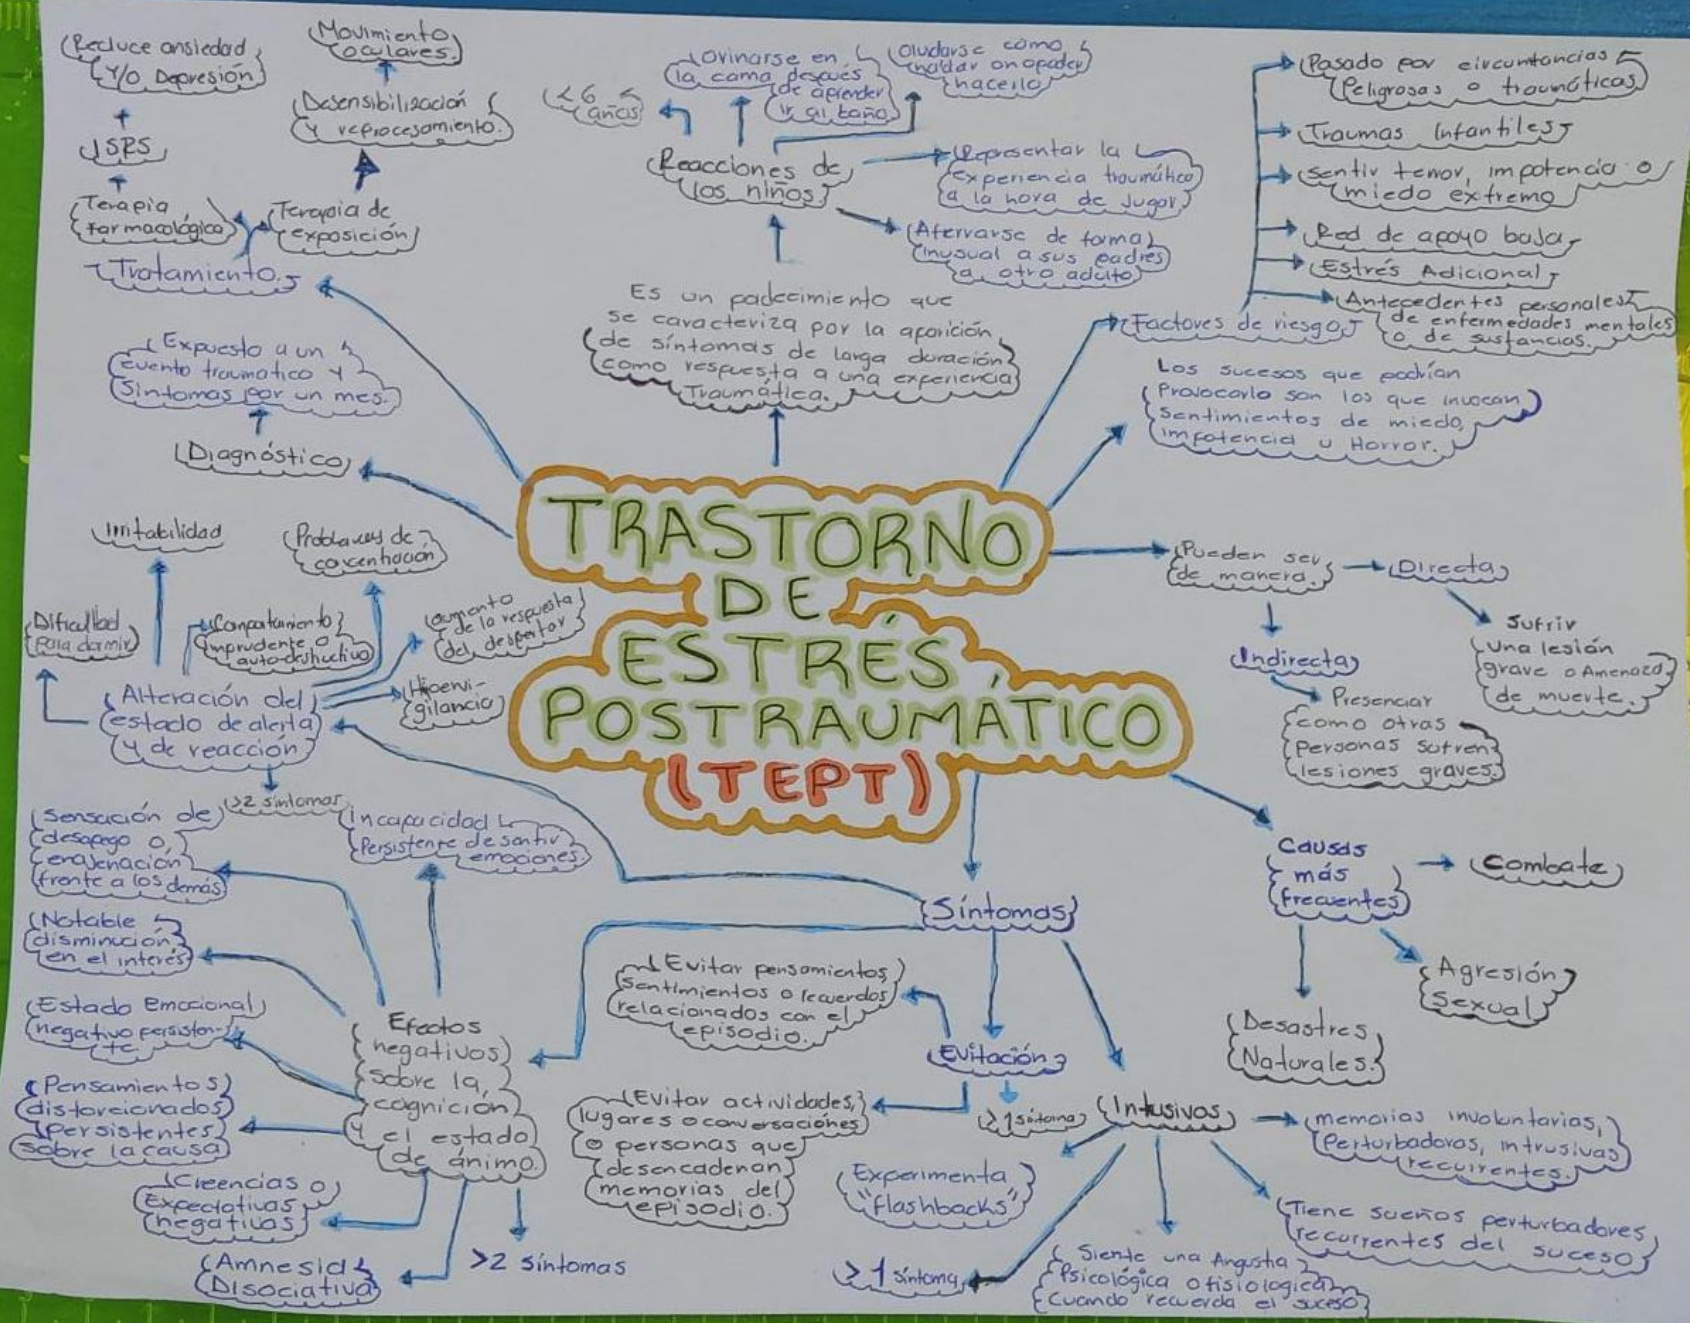 Reduce ansiedad
Y/O Depresión
ISRS
Terapia
farmacológica
Movimiento
oculares.
Desensibilización
Y reprocesamiento.
Terapia de
exposición
Tratamiento.
< 6
años
Orinarse en
la cama después
de aprender
ir al baño
Oludarse como
hablar o no poder
hacerlo
Reacciones de
los niños
Representar la
experiencia traumático
a la hora de Jugar
Aferrarse de forma
inusual a sus padres
a otro adulto
Pasado por circuntancias
Peligrosas o traumáticas
Traumas Infantiles
Sentir temor, impotencia o
miedo extremo
Red de apoyo baja
Estrés Adicional
Antecedentes personales
de enfermedades mentales
o de sustancias.
Factores de riesgo
Es un padecimiento que
se caracteriza por la aparición
de síntomas de larga duración
como respuesta a una experiencia
Traumática.
Los sucesos que podrían
Provocarlo son los que invocan
Sentimientos de miedo,
impotencia u Horror.
Expuesto a un
evento traumatico Y
Síntomas por un mes.
Diagnóstico
TRASTORNO
DE
ESTRÉS
POSTRAUMÁTICO
(TEPT)
Pueden ser
de manera.
Directa
Sufrir
una lesión
grave o Amenaza
de muerte.
Indirecta
Presenciar
como otras
personas sufren
lesiones graves.
Irritabilidad
Problemas de
concentración
Dificultad
para dormir
Comportamiento
imprudente o
auto-destructivo
aumento
de la respuesta
del despertar
Hipervi-
gilancia
Alteración del
estado de alerta
Y de reacción
>2 síntomas
Causas
más
frecuentes
Combate
Agresión
Sexual
Desastres
Naturales.
Síntomas
Sensación de
desapego o
enajenación
frente a los demás
Incapacidad
Persistente de sentir
emociones.
Notable
disminución
en el interés
Estado Emocional
negativo persisten-
te.
Pensamientos
distorcionados
persistentes
sobre la causa
Creencias o
Expectativas
negativas
Amnesia
Disociativa
Efectos
negativos
sobre la
cognición
Y el estado
de ánimo.
>2 síntomas
Evitar pensamientos,
Sentimientos o recuerdos
relacionados con el
episodio.
Evitación
Evitar actividades,
lugares o conversaciones
o personas que
desencadenan
memorias del
episodio.
≥1 síntoma
Intusivos
memorias involuntarias,
Perturbadoras, intrusivas
recurrentes.
Experimenta
"flashbacks"
≥1 síntoma
Siente una Angustia
Psicológica o fisiologica
Cuando recuerda el suceso
Tiene sueños perturbadores
recurrentes del suceso